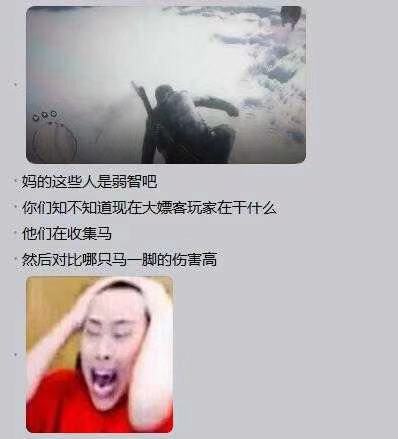 妈的这些人是弱智吧
你们知不知道现在大嫖客玩家在干什么
他们在收集马
然后对比哪只马一脚的伤害高